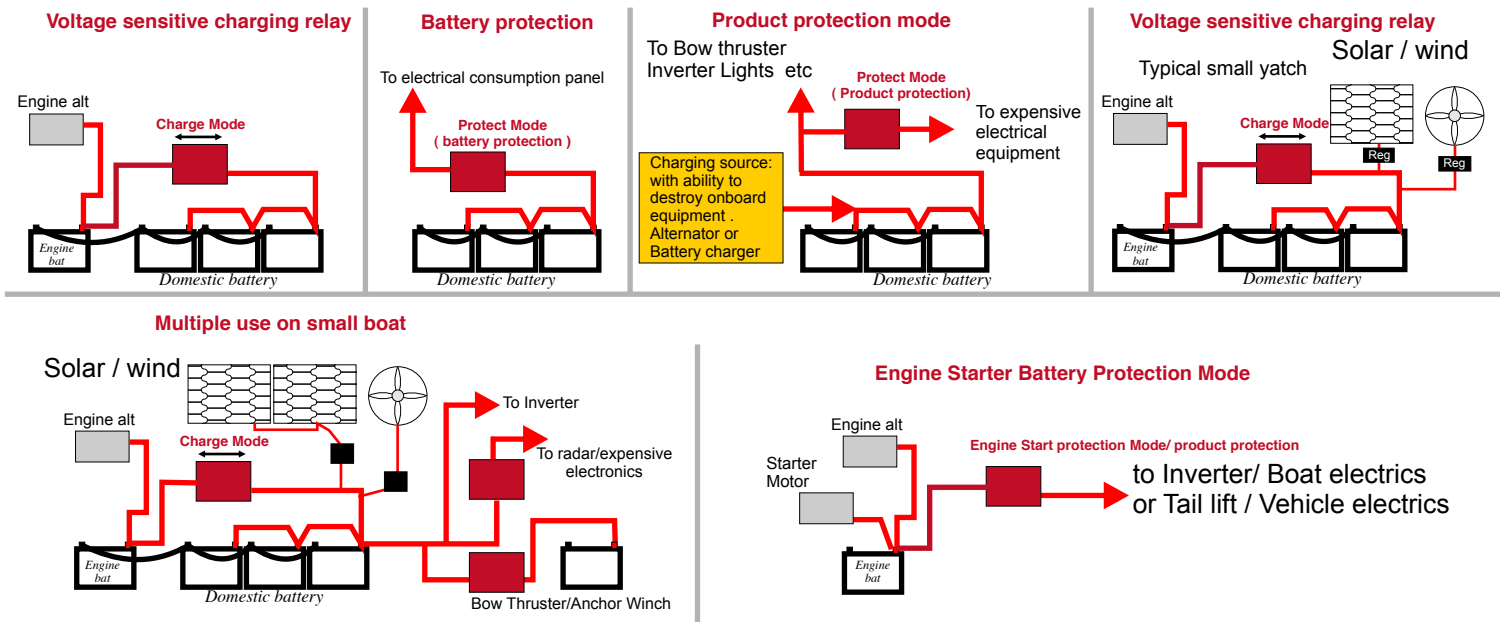 Voltage sensitive charging relay
Engine alt
Charge Mode
Engine
bat
Domestic battery
Battery protection
To electrical consumption panel
Protect Mode
( battery protection )
Domestic battery
Product protection mode
To Bow thruster
Inverter Lights etc
Protect Mode
( Product protection)
To expensive
electrical
equipment
Charging source:
with ability to
destroy onboard
equipment .
Alternator or
Battery charger
Domestic battery
Voltage sensitive charging relay
Solar / wind
Typical small yatch
Engine alt
Charge Mode
Reg
Reg
Engine
bat
Domestic battery
Multiple use on small boat
Solar / wind
Engine alt
Charge Mode
To Inverter
To radar/expensive
electronics
Engine
bat
Domestic battery
Bow Thruster/Anchor Winch
Engine Starter Battery Protection Mode
Engine alt
Starter
Motor
Engine Start protection Mode/ product protection
to Inverter/ Boat electrics
or Tail lift / Vehicle electrics
Engine
bat